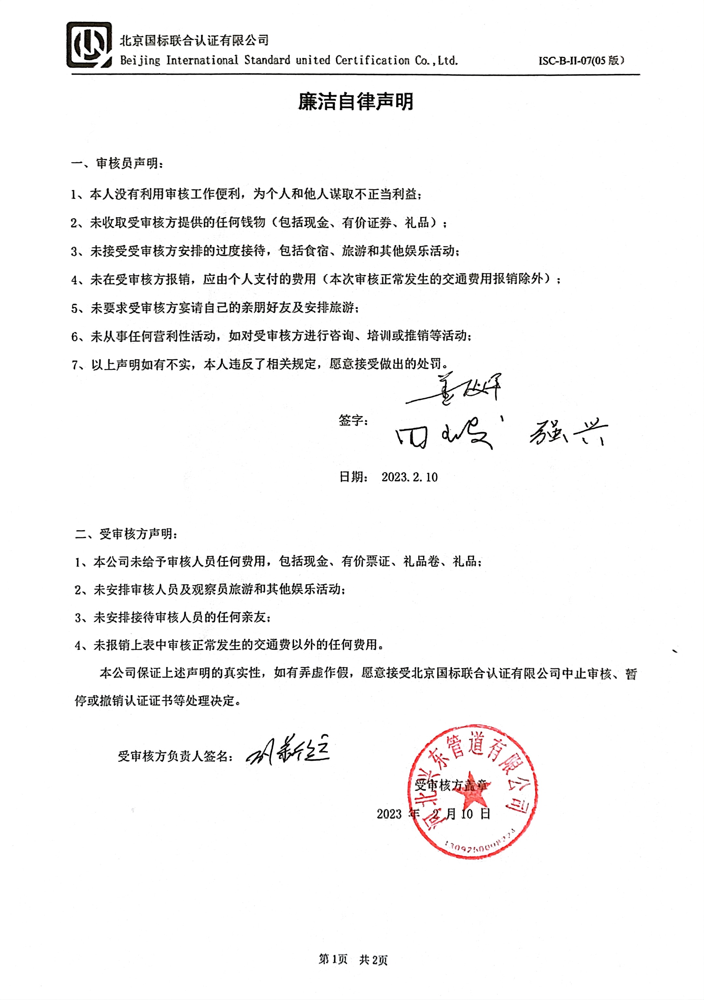 北京国标联合认证有限公司
Beijing International Standard united Certification Co.,Ltd.
ISC-B-II-07(05版)
廉洁自律声明
一、审核员声明：
1、本人没有利用审核工作便利，为个人和他人谋取不正当利益；
2、未收取受审核方提供的任何钱物（包括现金、有价证券、礼品）；
3、未接受受审核方安排的过度接待，包括食宿、旅游和其他娱乐活动；
4、未在受审核方报销，应由个人支付的费用（本次审核正常发生的交通费用报销除外）；
5、未要求受审核方宴请自己的亲朋好友及安排旅游；
6、未从事任何营利性活动，如对受审核方进行咨询、培训或推销等活动；
7、以上声明如有不实，本人违反了相关规定，愿意接受做出的处罚。
签字：
强兴
日期： 2023.2.10
二、受审核方声明：
1、本公司未给予审核人员任何费用，包括现金、有价票证、礼品卷、礼品；
2、未安排审核人员及观察员旅游和其他娱乐活动；
3、未安排接待审核人员的任何亲友；
4、未报销上表中审核正常发生的交通费以外的任何费用。
本公司保证上述声明的真实性，如有弄虚作假，愿意接受北京国标联合认证有限公司中止审核、暂
停或撤销认证证书等处理决定。
受审核方负责人签名：
河北兴东管道有限公司
受审核方盖章
2023 年 2 月 10 日
第1页 共2页